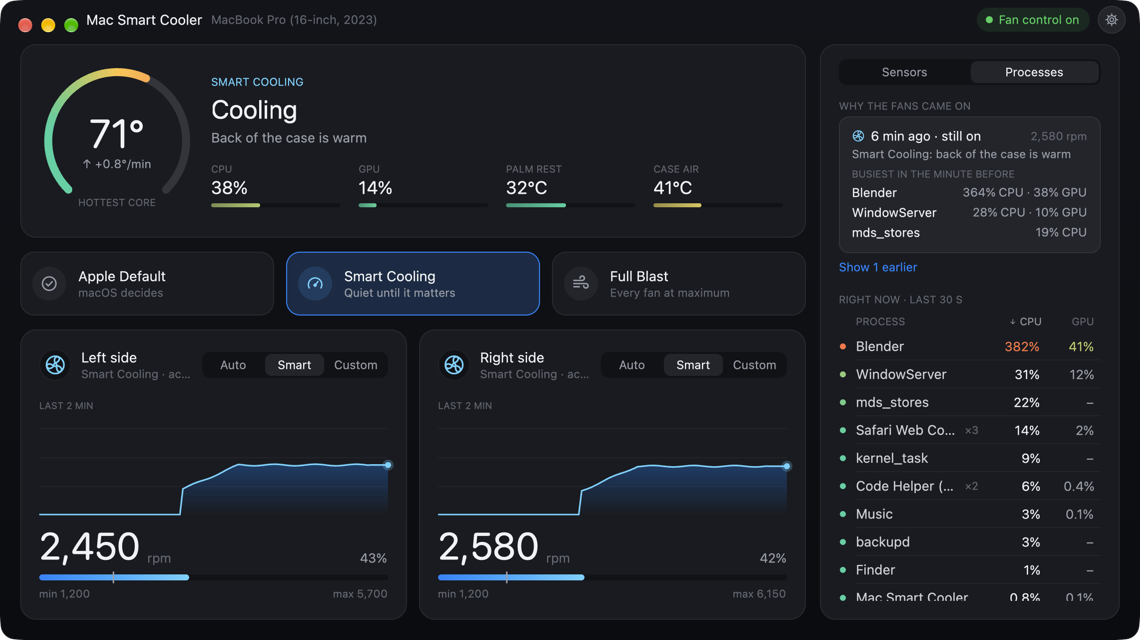 Mac Smart Cooler MacBook Pro (16-inch, 2023)
Fan control on
71°
↑ +0.8°/min
HOTTEST CORE
SMART COOLING
Cooling
Back of the case is warm
CPU GPU PALM REST CASE AIR
38% 14% 32°C 41°C
Apple Default
macOS decides
Smart Cooling
Quiet until it matters
Full Blast
Every fan at maximum
Left side
Smart Cooling · ac...
Auto Smart Custom
LAST 2 MIN
2,450 rpm 43%
min 1,200 max 5,700
Right side
Smart Cooling · ac...
Auto Smart Custom
LAST 2 MIN
2,580 rpm 42%
min 1,200 max 6,150
Sensors Processes
WHY THE FANS CAME ON
6 min ago · still on 2,580 rpm
Smart Cooling: back of the case is warm
BUSIEST IN THE MINUTE BEFORE
Blender 364% CPU · 38% GPU
WindowServer 28% CPU · 10% GPU
mds_stores 19% CPU
Show 1 earlier
RIGHT NOW · LAST 30 S
PROCESS ↓ CPU GPU
Blender 382% 41%
WindowServer 31% 12%
mds_stores 22% –
Safari Web Co... ×3 14% 2%
kernel_task 9% –
Code Helper (... ×2 6% 0.4%
Music 3% 0.1%
backupd 3% –
Finder 1% –
Mac Smart Cooler 0.8% 0.1%